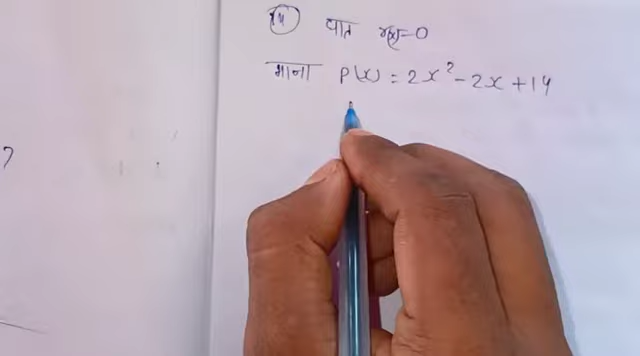 घात =0
माना P(x) = 2x² - 2x + 14
?